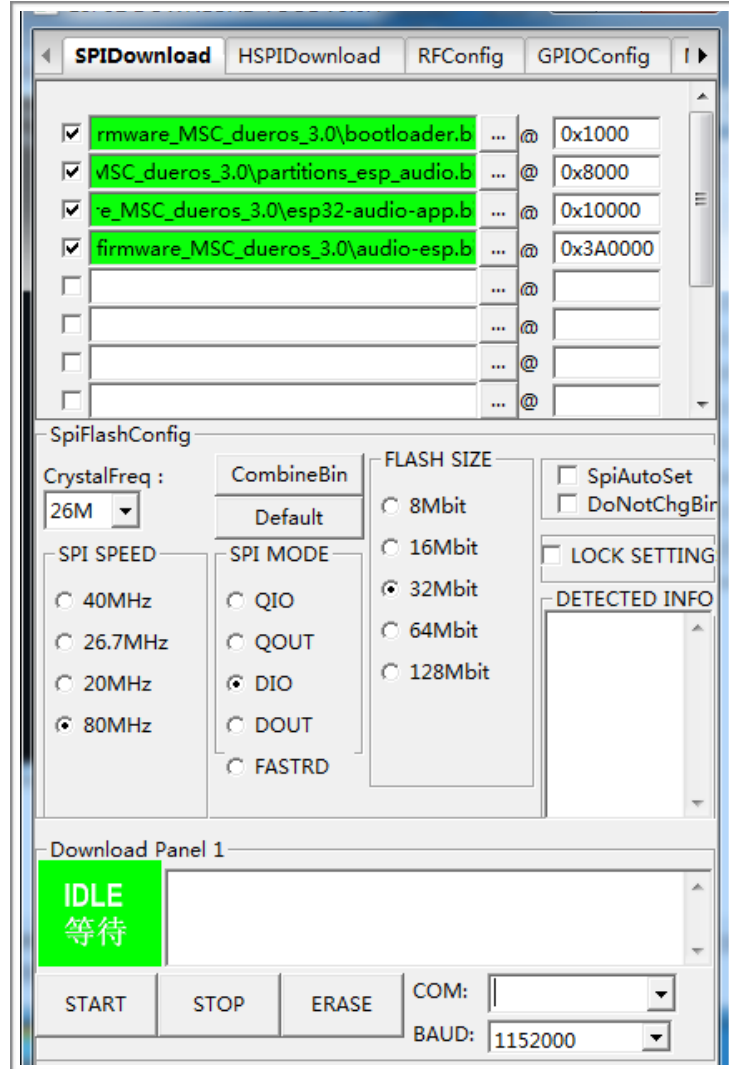 SPIDownload HSPIDownload RFConfig GPIOConfig
rmware_MSC_dueros_3.0\bootloader.b ... @ 0x1000
MSC_dueros_3.0\partitions_esp_audio.b ... @ 0x8000
e_MSC_dueros_3.0\esp32-audio-app.b ... @ 0x10000
firmware_MSC_dueros_3.0\audio-esp.b ... @ 0x3A0000
... @
... @
... @
... @
SpiFlashConfig
CrystalFreq :
26M
CombineBin
Default
SPI SPEED
40MHz
26.7MHz
20MHz
80MHz
SPI MODE
QIO
QOUT
DIO
DOUT
FASTRD
FLASH SIZE
8Mbit
16Mbit
32Mbit
64Mbit
128Mbit
SpiAutoSet
DoNotChgBin
LOCK SETTING
DETECTED INFO
Download Panel 1
IDLE
等待
START STOP ERASE
COM:
BAUD: 1152000